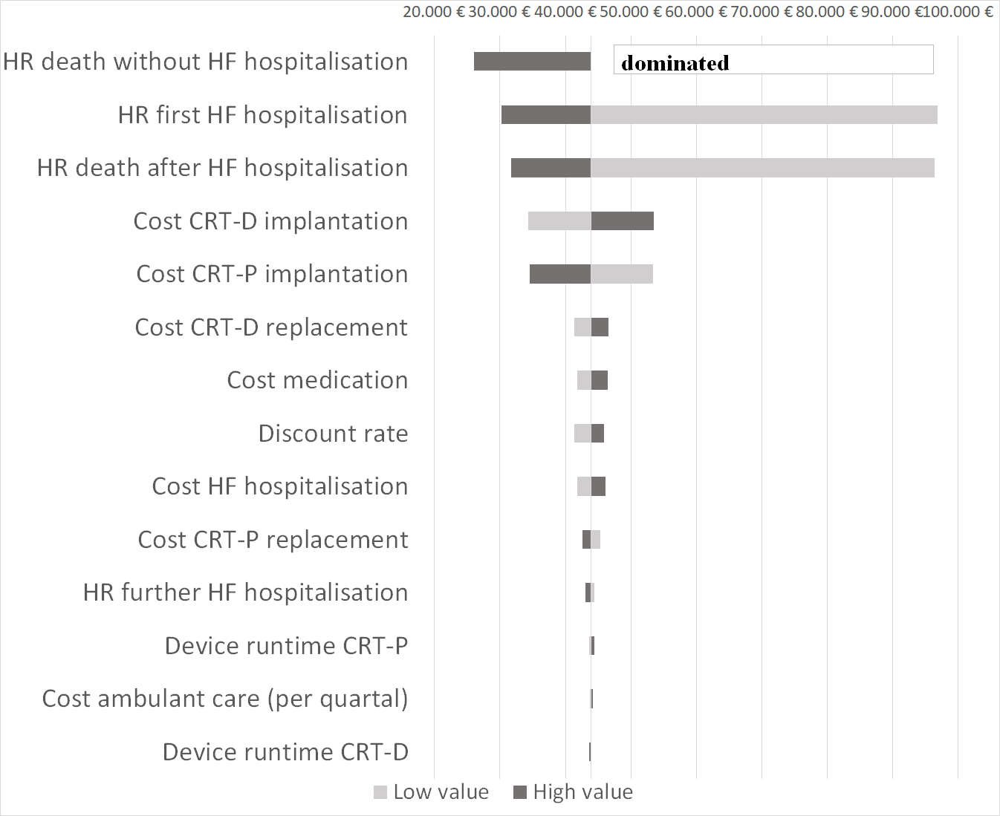 20.000 € 30.000 € 40.000 € 50.000 € 60.000 € 70.000 € 80.000 € 90.000 € 100.000 €
HR death without HF hospitalisation
dominated
HR first HF hospitalisation
HR death after HF hospitalisation
Cost CRT-D implantation
Cost CRT-P implantation
Cost CRT-D replacement
Cost medication
Discount rate
Cost HF hospitalisation
Cost CRT-P replacement
HR further HF hospitalisation
Device runtime CRT-P
Cost ambulant care (per quartal)
Device runtime CRT-D
Low value High value